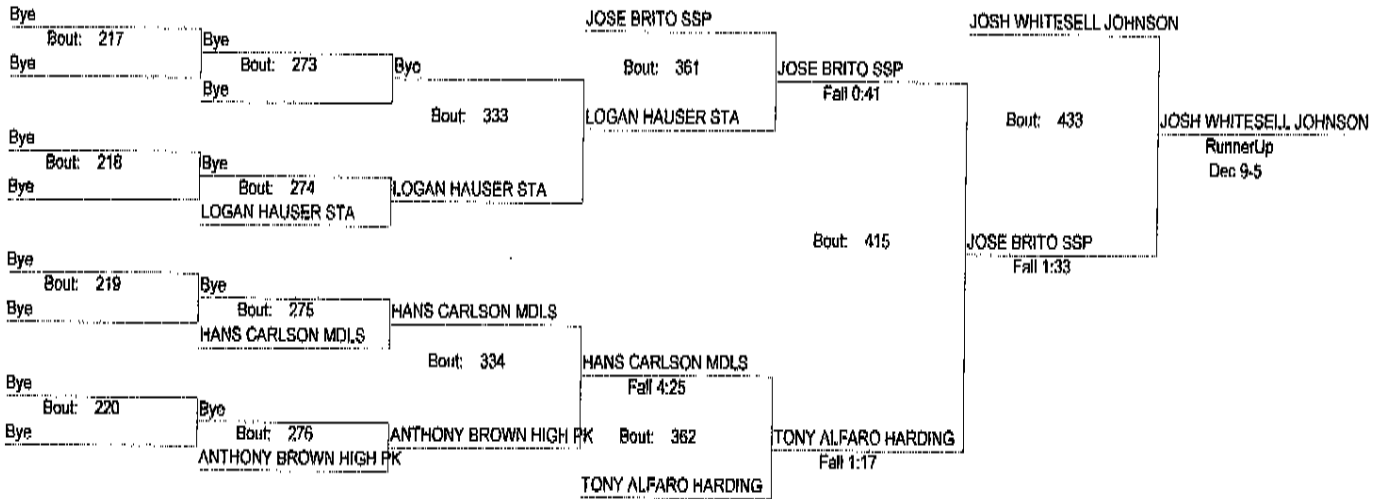 Bye
Bout: 217
Bye
Bye
Bout: 273
Bye
Bye
Bout: 333
Bye
Bout: 218
Bye
Bye
Bout: 274
LOGAN HAUSER STA
LOGAN HAUSER STA
JOSE BRITO SSP
Bout: 361
LOGAN HAUSER STA
JOSE BRITO SSP
Fall 0:41
Bye
Bout: 219
Bye
Bye
Bout: 275
HANS CARLSON MDLS
HANS CARLSON MDLS
Bout: 334
Bye
Bout: 220
Bye
Bye
Bout: 276
ANTHONY BROWN HIGH PK
ANTHONY BROWN HIGH PK
HANS CARLSON MDLS
Fall 4:25
Bout: 362
TONY ALFARO HARDING
TONY ALFARO HARDING
Fall 1:17
Bout: 415
JOSH WHITESELL JOHNSON
Bout: 433
JOSE BRITO SSP
Fall 1:33
JOSH WHITESELL JOHNSON
RunnerUp
Dec 9-5